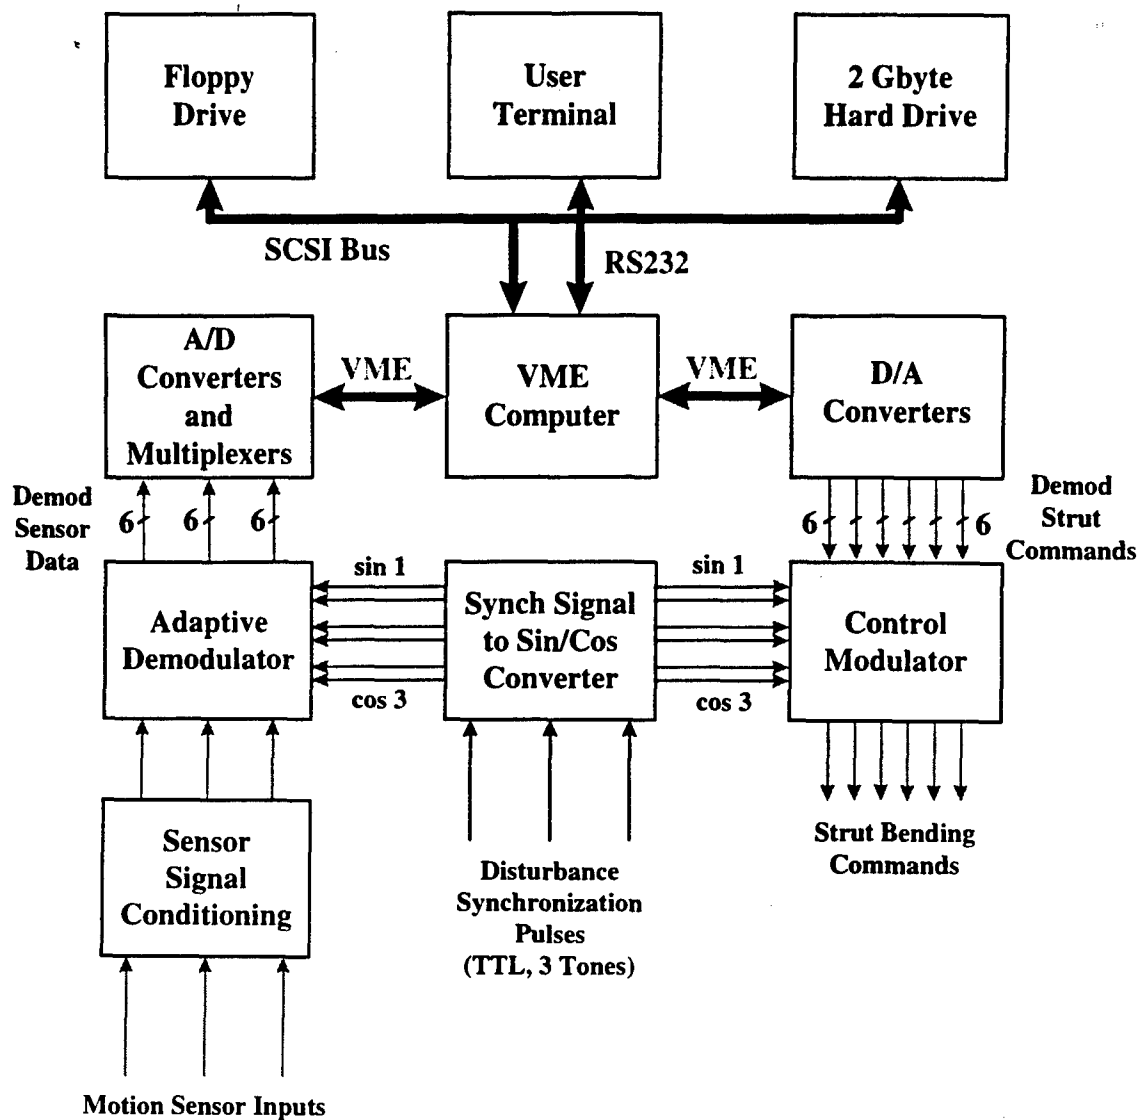 Floppy
Drive
User
Terminal
2 Gbyte
Hard Drive
SCSI Bus
RS232
A/D
Converters
and
Multiplexers
VME
VME
Computer
VME
D/A
Converters
Demod
Sensor
Data
6
6
6
6
6
Demod
Strut
Commands
Adaptive
Demodulator
sin 1
cos 3
Synch Signal
to Sin/Cos
Converter
sin 1
cos 3
Control
Modulator
Sensor
Signal
Conditioning
Disturbance
Synchronization
Pulses
(TTL, 3 Tones)
Strut Bending
Commands
Motion Sensor Inputs